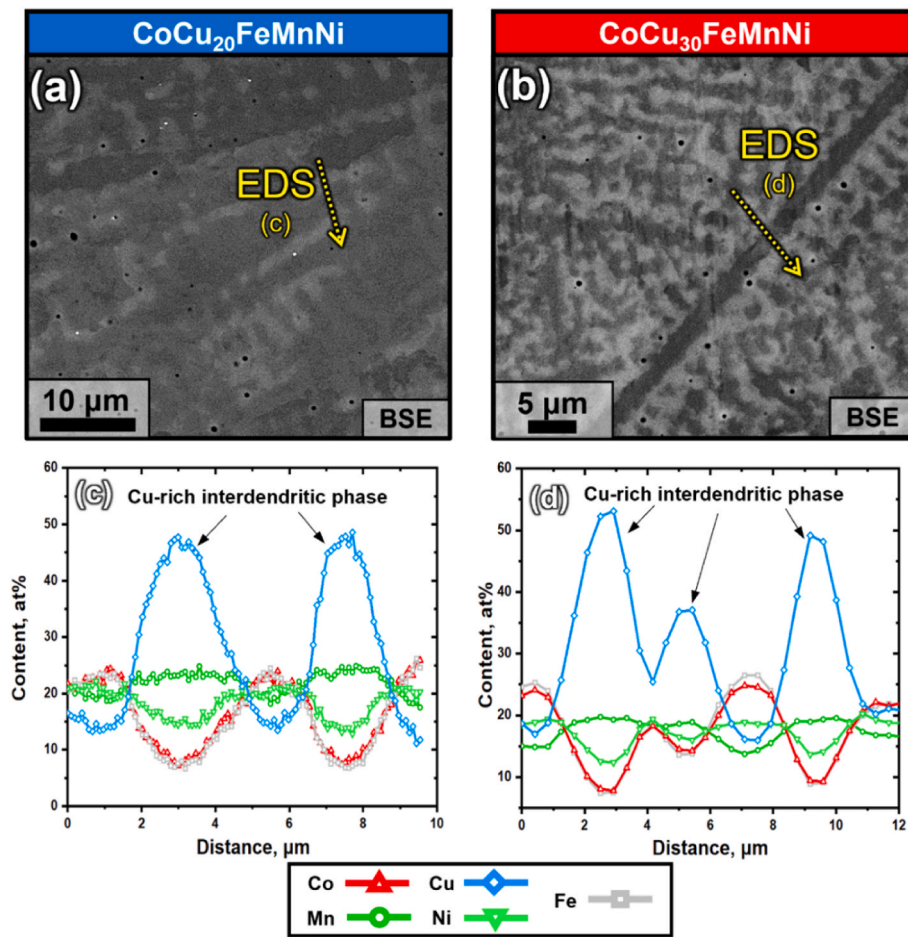 CoCu₂₀FeMnNi
CoCu₃₀FeMnNi
(a)
EDS
(c)
10 μm
BSE
(b)
EDS
(d)
5 μm
BSE
(c)
Cu-rich interdendritic phase
Content, at%
60
50
40
30
20
10
0
0 2 4 6 8 10
Distance, μm
(d)
Cu-rich interdendritic phase
Content, at%
60
50
40
30
20
10
0 2 4 6 8 10 12
Distance, μm
Co Cu Fe
Mn Ni